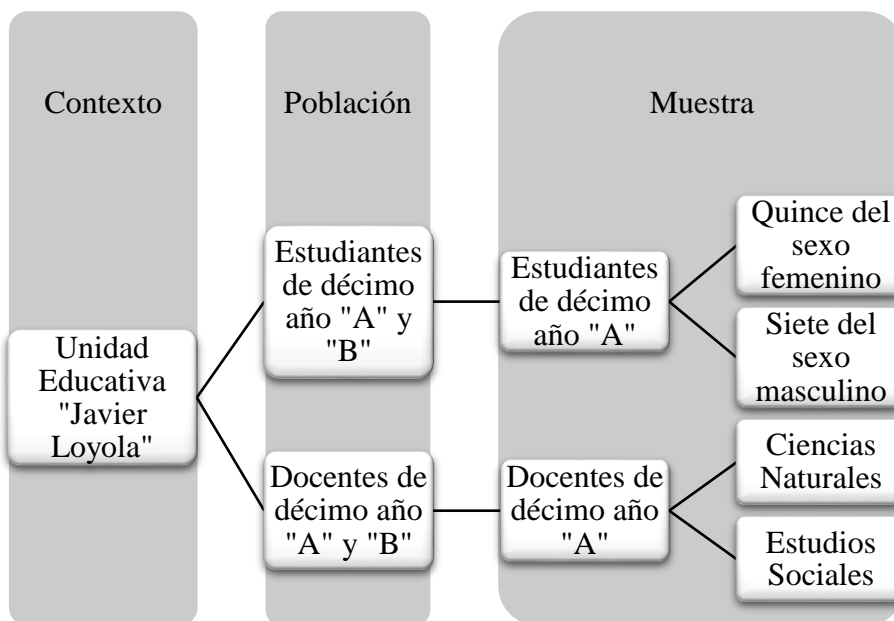 Contexto
Población
Muestra
Unidad
Educativa
"Javier
Loyola"
Estudiantes
de décimo
año "A" y
"B"
Docentes de
décimo año
"A" y "B"
Estudiantes
de décimo
año "A"
Docentes de
décimo año
"A"
Quince del
sexo
femenino
Siete del
sexo
masculino
Ciencias
Naturales
Estudios
Sociales